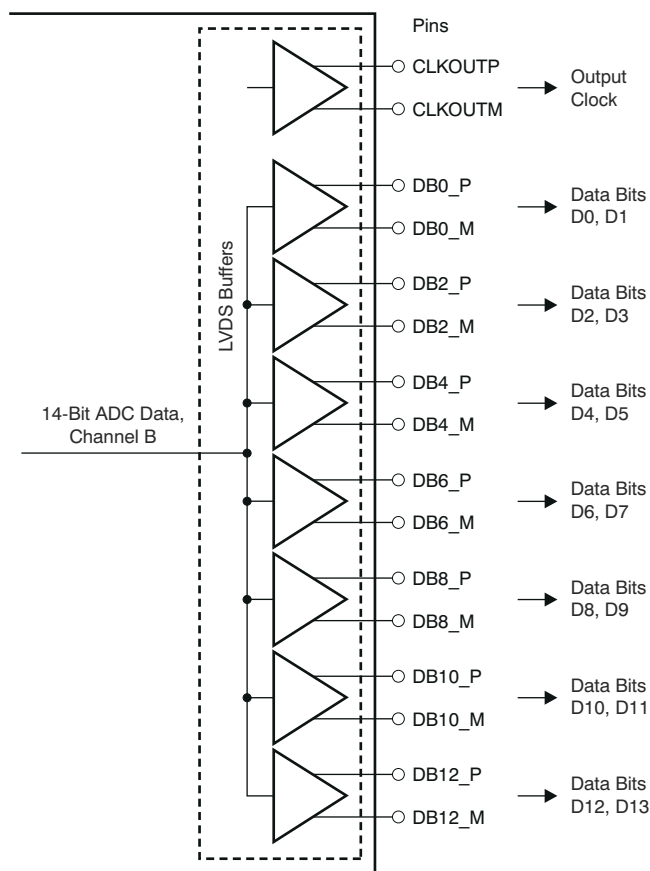 Pins
CLKOUTP
CLKOUTM
Output
Clock
DB0_P
DB0_M
Data Bits
D0, D1
LVDS Buffers
DB2_P
DB2_M
Data Bits
D2, D3
DB4_P
DB4_M
Data Bits
D4, D5
14-Bit ADC Data,
Channel B
DB6_P
DB6_M
Data Bits
D6, D7
DB8_P
DB8_M
Data Bits
D8, D9
DB10_P
DB10_M
Data Bits
D10, D11
DB12_P
DB12_M
Data Bits
D12, D13